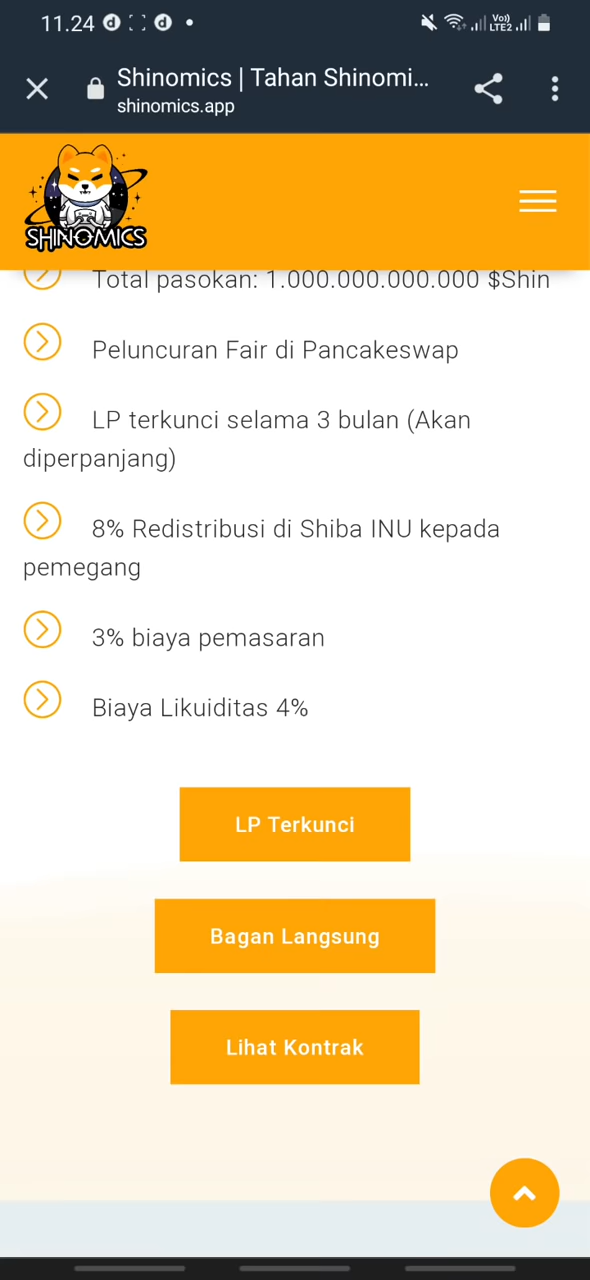 11.24
Vo))
LTE2
Shinomics | Tahan Shinomi...
shinomics.app
SHINOMICS
Total pasokan: 1.000.000.000.000 $Shin
Peluncuran Fair di Pancakeswap
LP terkunci selama 3 bulan (Akan
diperpanjang)
8% Redistribusi di Shiba INU kepada
pemegang
3% biaya pemasaran
Biaya Likuiditas 4%
LP Terkunci
Bagan Langsung
Lihat Kontrak